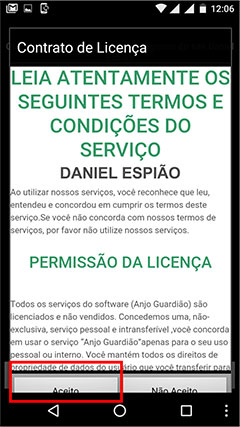 12:06
Contrato de Licença
LEIA ATENTAMENTE OS
SEGUINTES TERMOS E
CONDIÇÕES DO
SERVIÇO
DANIEL ESPIÃO
Ao utilizar nossos serviços, você reconhece que leu,
entendeu e concordou em cumprir os termos deste
serviço.Se você não concorda com nossos termos de
serviços, por favor não utilize nossos serviços.
PERMISSÃO DA LICENÇA
Todos os serviços do software (Anjo Guardião) são
licenciados e não vendidos. Concedemos uma, não-
exclusiva, serviço pessoal e intransferível ,você concorda
em usar o serviço "Anjo Guardião"apenas para o seu uso
pessoal ou interno. Você mantém todos os direitos de
propriedade de dados do usuário que você transferir para
Aceito
Não Aceito